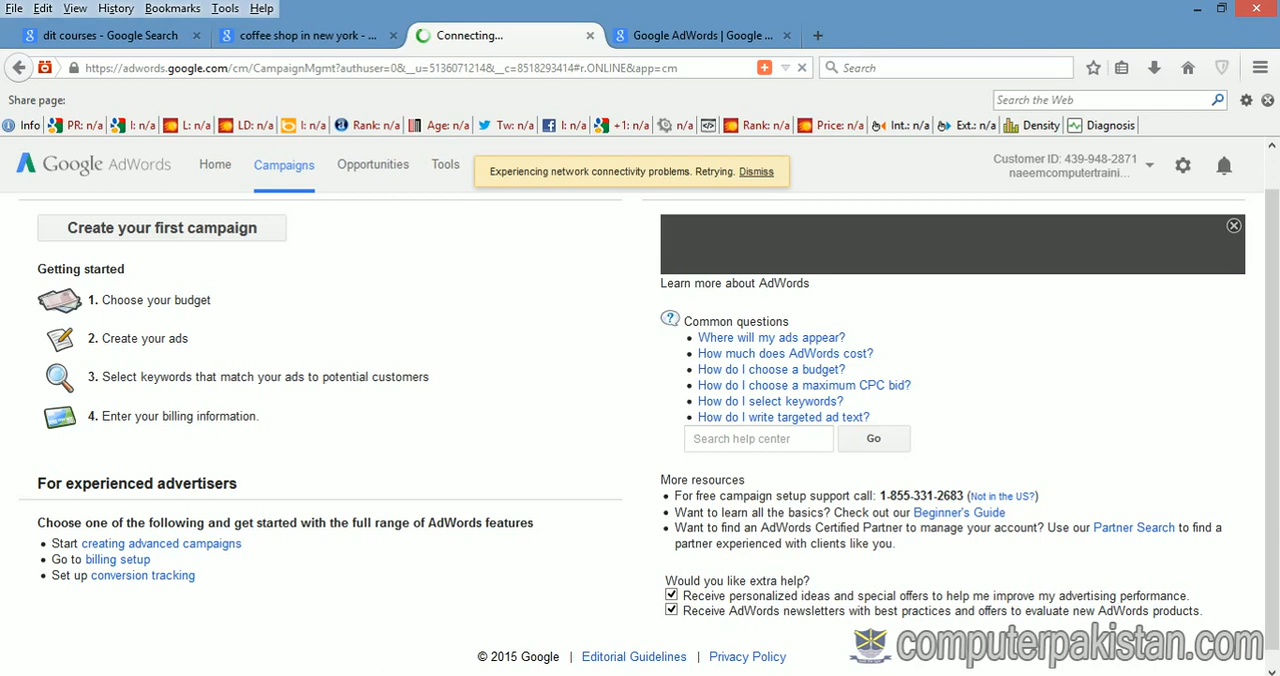 File Edit View History Bookmarks Tools Help
dit courses - Google Search
coffee shop in new york - ...
Connecting...
Google AdWords | Google ...
https://adwords.google.com/cm/CampaignMgmt?authuser=0&__u=5136071214&__c=8518293414#r.ONLINE&app=cm
Search
Share page:
Search the Web
Info PR: n/a I: n/a L: n/a LD: n/a I: n/a Rank: n/a Age: n/a Tw: n/a I: n/a +1: n/a n/a Rank: n/a Price: n/a Int.: n/a Ext.: n/a Density Diagnosis
Google AdWords
Home Campaigns Opportunities Tools
Experiencing network connectivity problems. Retrying. Dismiss
Customer ID: 439-948-2871
naeemcomputertraini...
Create your first campaign
Getting started
1. Choose your budget
2. Create your ads
3. Select keywords that match your ads to potential customers
4. Enter your billing information.
For experienced advertisers
Choose one of the following and get started with the full range of AdWords features
Start creating advanced campaigns
Go to billing setup
Set up conversion tracking
Learn more about AdWords
Common questions
Where will my ads appear?
How much does AdWords cost?
How do I choose a budget?
How do I choose a maximum CPC bid?
How do I select keywords?
How do I write targeted ad text?
Search help center Go
More resources
For free campaign setup support call: 1-855-331-2683 (Not in the US?)
Want to learn all the basics? Check out our Beginner's Guide
Want to find an AdWords Certified Partner to manage your account? Use our Partner Search to find a
partner experienced with clients like you.
Would you like extra help?
Receive personalized ideas and special offers to help me improve my advertising performance.
Receive AdWords newsletters with best practices and offers to evaluate new AdWords products.
© 2015 Google | Editorial Guidelines | Privacy Policy
computerpakistan.com